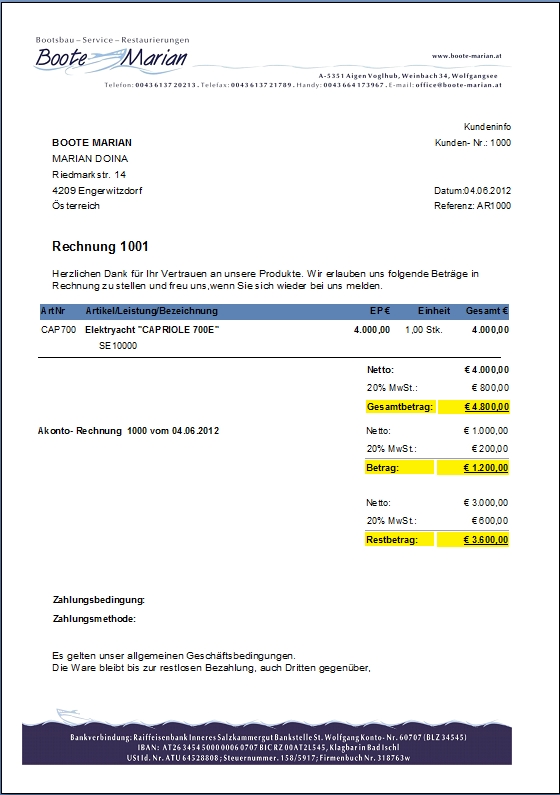 Bootsbau – Service – Restaurierungen
Boote Marian
www.boote-marian.at
A-5351 Aigen Voglhub, Weinbach 34, Wolfgangsee
Telefon: 0043 6137 20213 . Telefax: 0043 6137 21789 . Handy: 0043 664 173967 . E-mail: office@boote-marian.at
Kundeninfo
BOOTE MARIAN
Kunden- Nr.: 1000
MARIAN DOINA
Riedmarkstr. 14
4209 Engerwitzdorf
Datum:04.06.2012
Österreich
Referenz: AR1000
Rechnung 1001
Herzlichen Dank für Ihr Vertrauen an unsere Produkte. Wir erlauben uns folgende Beträge in
Rechnung zu stellen und freu uns,wenn Sie sich wieder bei uns melden.
ArtNr Artikel/Leistung/Bezeichnung EP € Einheit Gesamt €
CAP700 Elektryacht "CAPRIOLE 700E" 4.000,00 1,00 Stk. 4.000,00
SE10000
Netto: € 4.000,00
20% MwSt.: € 800,00
Gesamtbetrag: € 4.800,00
Akonto- Rechnung 1000 vom 04.06.2012 Netto: € 1.000,00
20% MwSt.: € 200,00
Betrag: € 1.200,00
Netto: € 3.000,00
20% MwSt.: € 600,00
Restbetrag: € 3.600,00
Zahlungsbedingung:
Zahlungsmethode:
Es gelten unser allgemeinen Geschäftsbedingungen.
Die Ware bleibt bis zur restlosen Bezahlung, auch Dritten gegenüber,
Bankverbindung: Raiffeisenbank Inneres Salzkammergut Bankstelle St. Wolfgang Konto- Nr. 60707 (BLZ 34545)
IBAN: AT26 3454 5000 0006 0707 BIC RZ00AT2L545, Klagbar in Bad Ischl
USt Id. Nr. ATU 64528808; Steuernummer. 158/5917; Firmenbuch Nr. 318763w